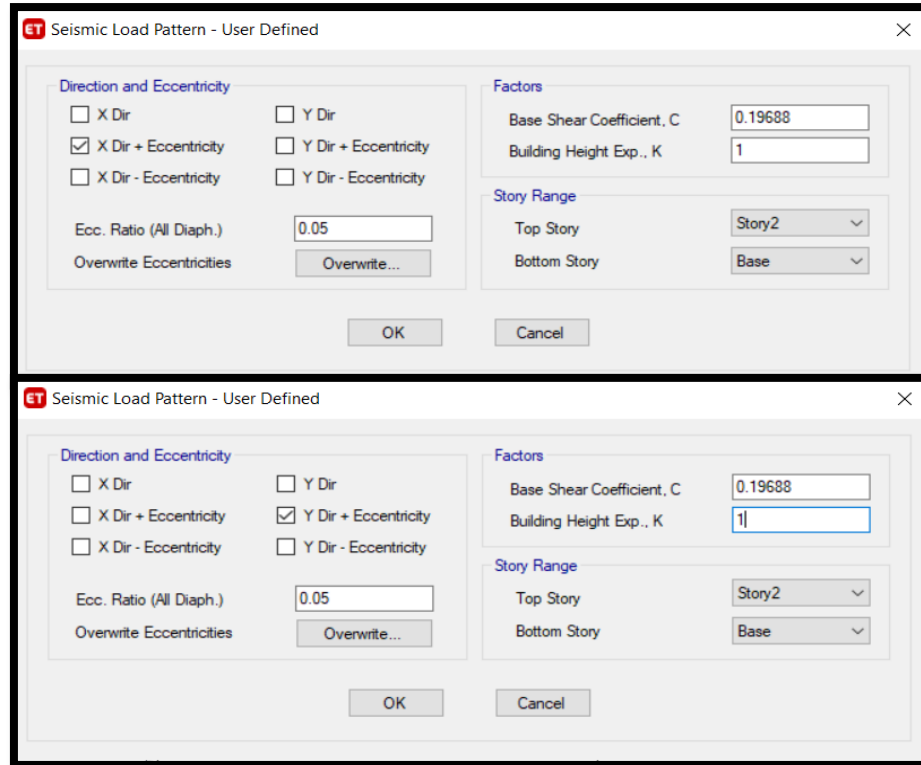 ET Seismic Load Pattern - User Defined
Direction and Eccentricity
X Dir
Y Dir
X Dir + Eccentricity
Y Dir + Eccentricity
X Dir - Eccentricity
Y Dir - Eccentricity
Ecc. Ratio (All Diaph.)
0.05
Overwrite Eccentricities
Overwrite...
Factors
Base Shear Coefficient, C
0.19688
Building Height Exp., K
1
Story Range
Top Story
Story2
Bottom Story
Base
OK
Cancel
ET Seismic Load Pattern - User Defined
Direction and Eccentricity
X Dir
Y Dir
X Dir + Eccentricity
Y Dir + Eccentricity
X Dir - Eccentricity
Y Dir - Eccentricity
Ecc. Ratio (All Diaph.)
0.05
Overwrite Eccentricities
Overwrite...
Factors
Base Shear Coefficient, C
0.19688
Building Height Exp., K
1
Story Range
Top Story
Story2
Bottom Story
Base
OK
Cancel